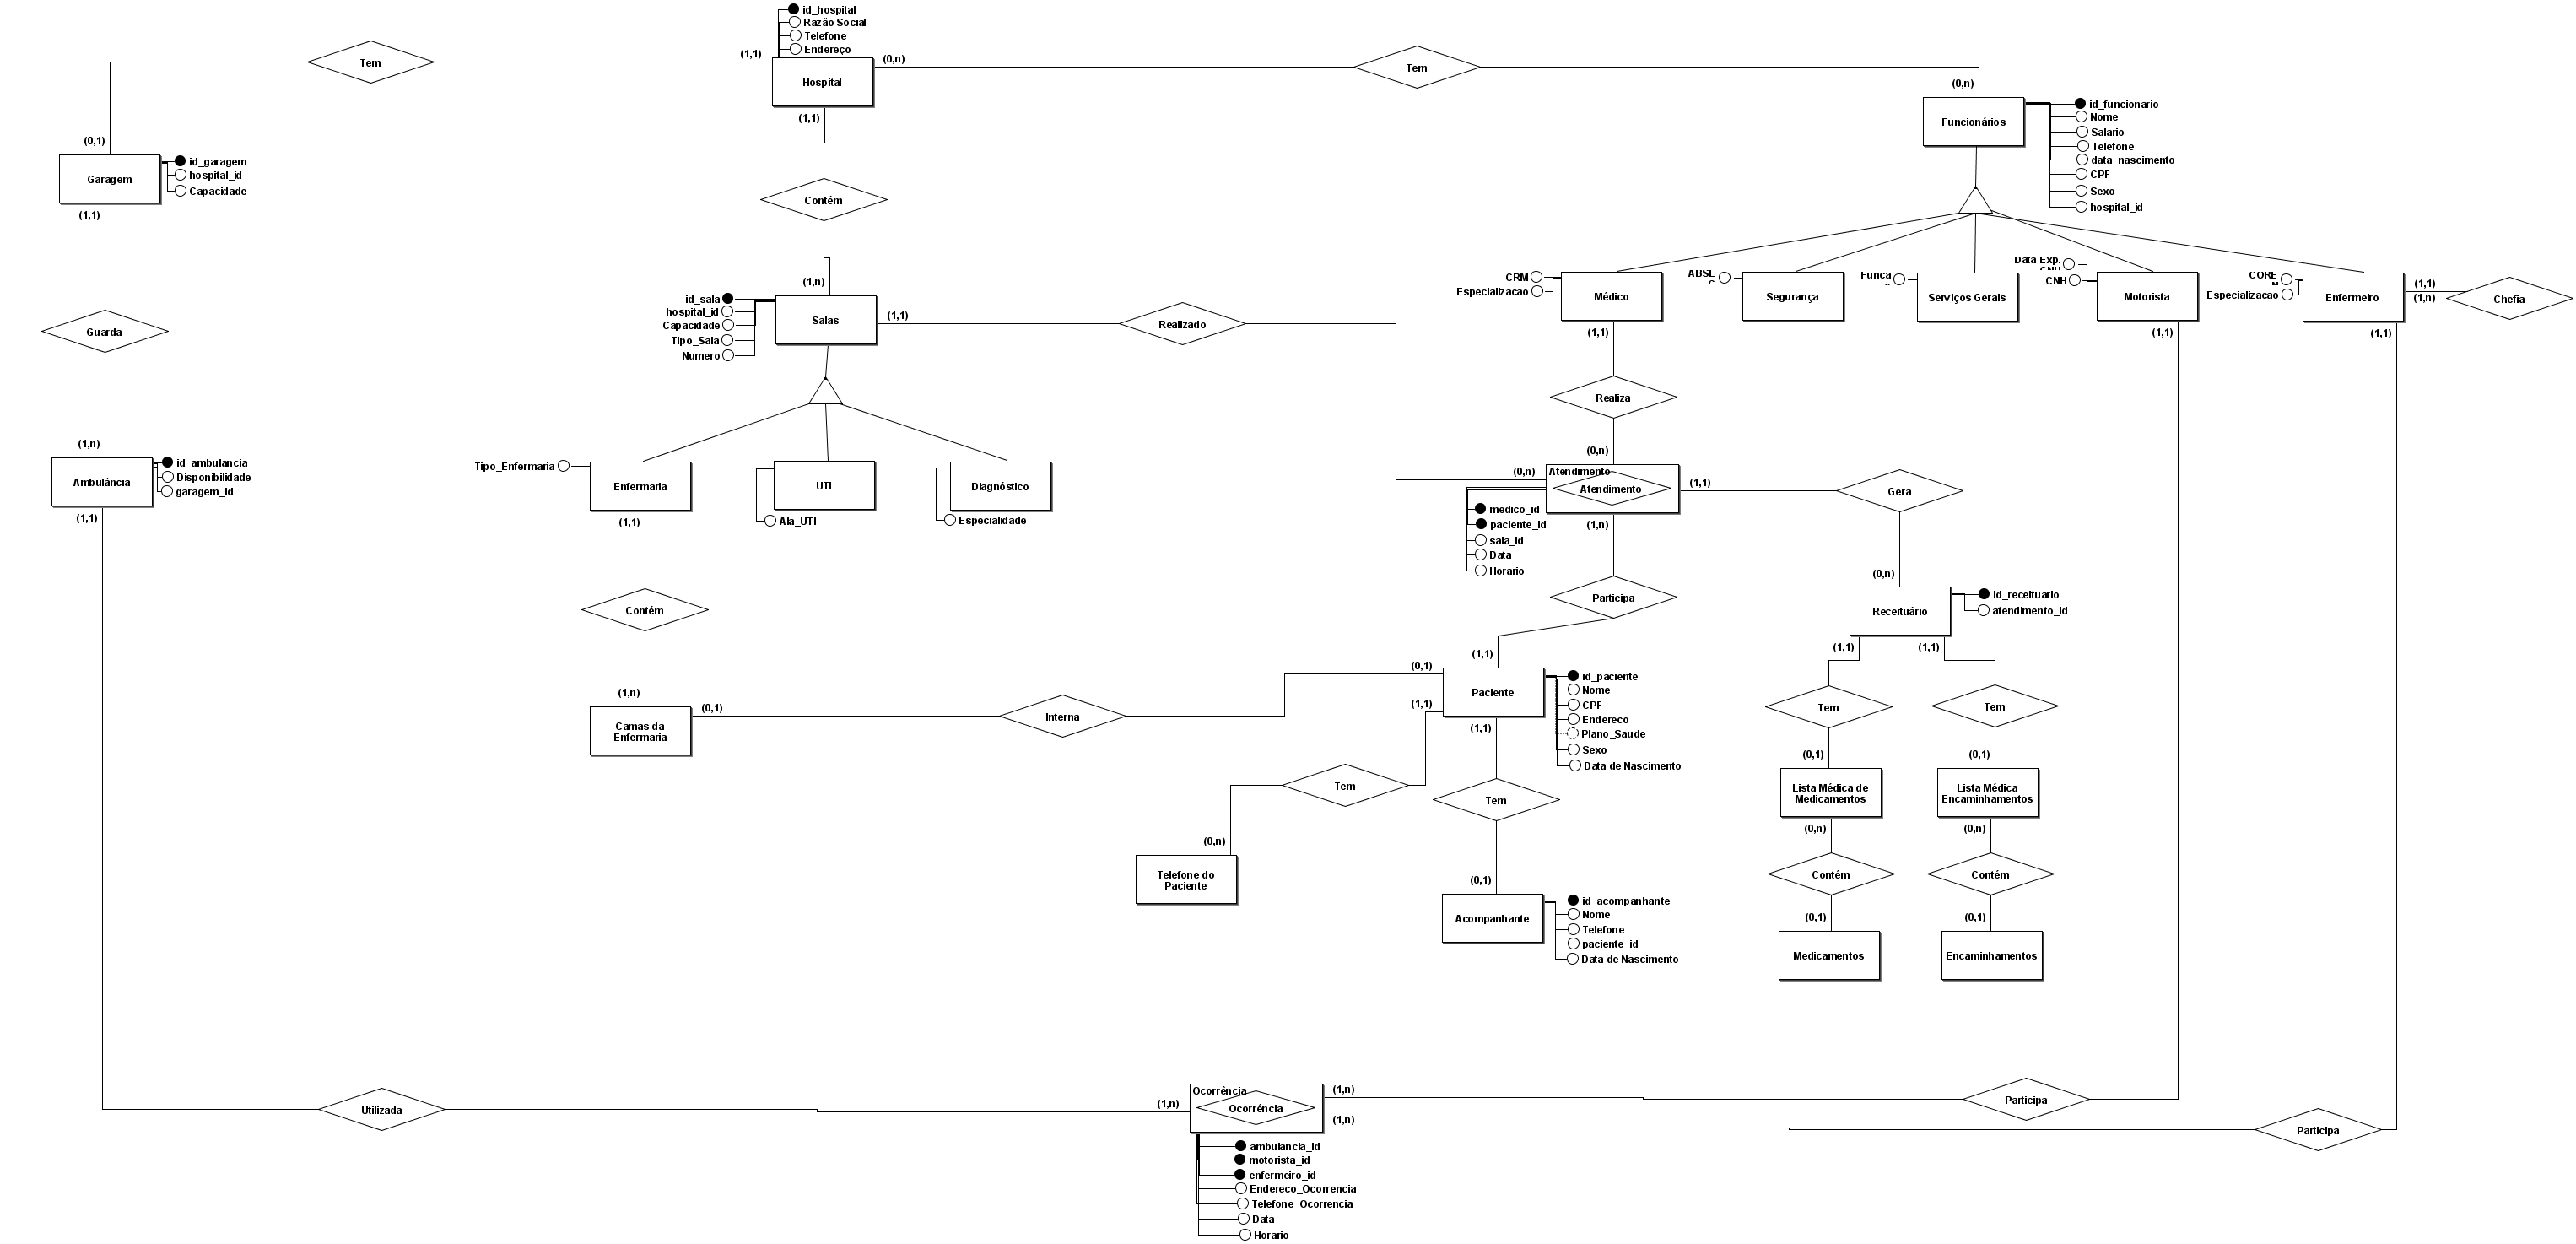 id_hospital
Razão Social
Telefone
Endereço
Tem
(1,1)
Hospital
(0,n)
Tem
(1,1)
(0,n)
Funcionários
id_funcionario
Nome
Salario
Telefone
data_nascimento
CPF
Sexo
hospital_id
(0,1)
Garagem
id_garagem
hospital_id
Capacidade
(1,1)
Contém
Guarda
(1,n)
id_sala
hospital_id
Capacidade
Tipo_Sala
Numero
Salas
(1,1)
Realizado
CRM
Especializacao
Médico
(1,1)
Segurança
Serviços Gerais
Data Exp.
CNH
Motorista
(1,1)
Especializacao
Enfermeiro
(1,1)
(1,n)
Chefia
(1,1)
Realiza
(0,n)
(0,n)
Atendimento
Atendimento
(1,1)
Gera
medico_id
paciente_id
sala_id
Data
Horario
(1,n)
(1,n)
Ambulância
id_ambulancia
Disponibilidade
garagem_id
(1,1)
Tipo_Enfermaria
Enfermaria
(1,1)
UTI
Ala_UTI
Diagnóstico
Especialidade
Contém
Participa
(0,n)
Receituário
id_receituario
atendimento_id
(1,1)
(1,1)
(1,n)
Camas da
Enfermaria
(0,1)
Interna
(0,1)
(1,1)
(1,1)
Paciente
(1,1)
id_paciente
Nome
CPF
Endereco
Plano_Saude
Sexo
Data de Nascimento
Tem
Tem
(0,1)
(0,1)
Tem
Tem
Lista Médica de
Medicamentos
Lista Médica
Encaminhamentos
(0,n)
(0,n)
(0,n)
Telefone do
Paciente
Contém
Contém
(0,1)
Acompanhante
id_acompanhante
Nome
Telefone
paciente_id
Data de Nascimento
(0,1)
(0,1)
Medicamentos
Encaminhamentos
Utilizada
(1,n)
Ocorrência
Ocorrência
(1,n)
(1,n)
Participa
Participa
ambulancia_id
motorista_id
enfermeiro_id
Endereco_Ocorrencia
Telefone_Ocorrencia
Data
Horario